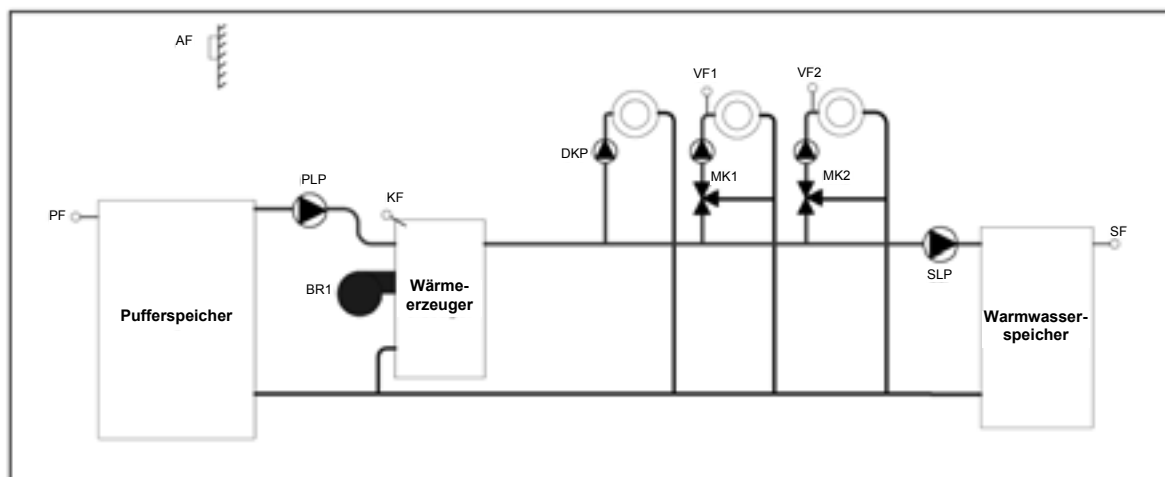 AF
VF1
VF2
DKP
MK1
MK2
PLP
KF
PF
SF
BR1
Wärme-
erzeuger
SLP
Pufferspeicher
Warmwasser-
speicher